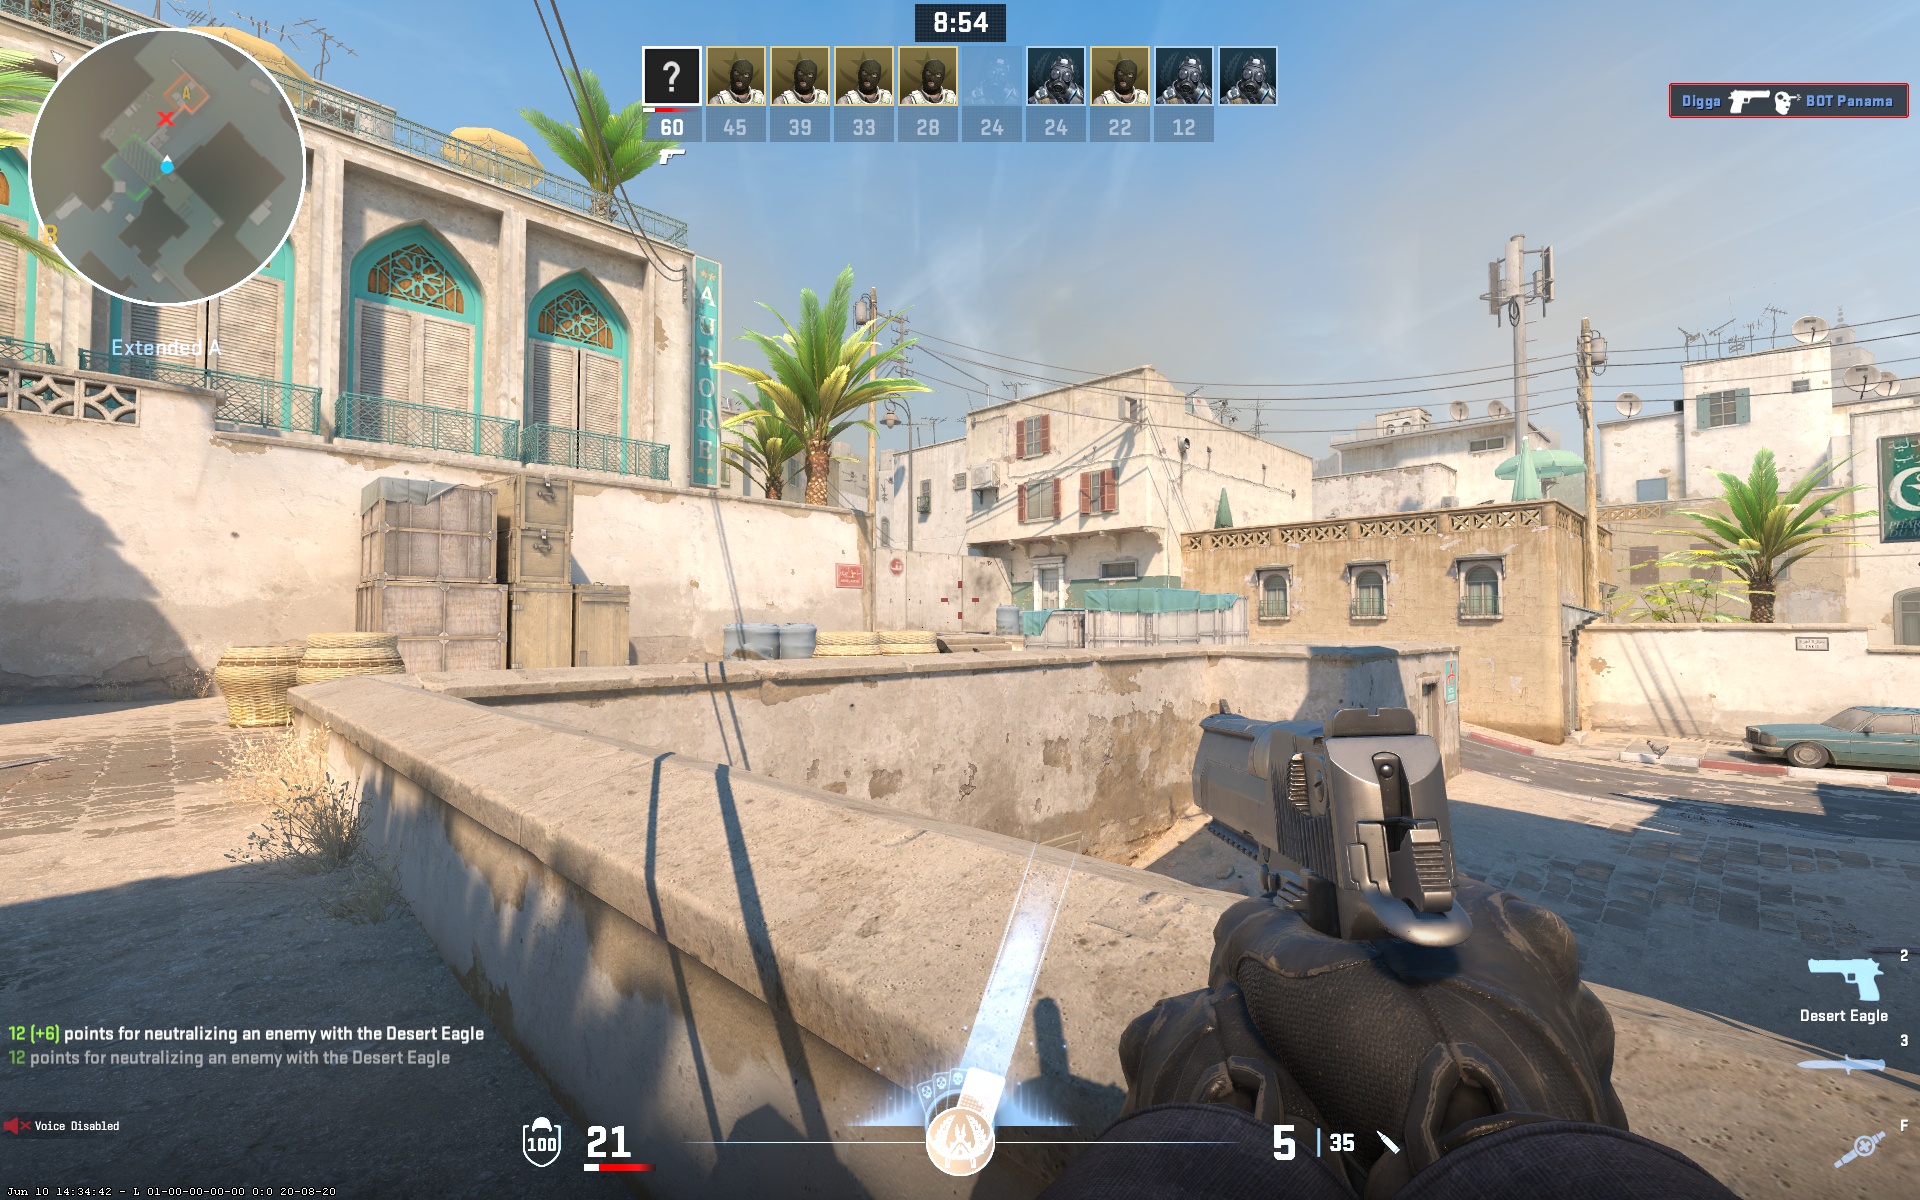 8:54
?
60 45 39 33 28 24 24 22 12
Digga BOT Panama
A
B
Extended A
AURORE
12 (+6) points for neutralizing an enemy with the Desert Eagle
12 points for neutralizing an enemy with the Desert Eagle
Voice Disabled
100 21
5 | 35
2
Desert Eagle
3
F
Jun 10 14:34:42 - L 01-00-00-00-00 0:0 20-08-20